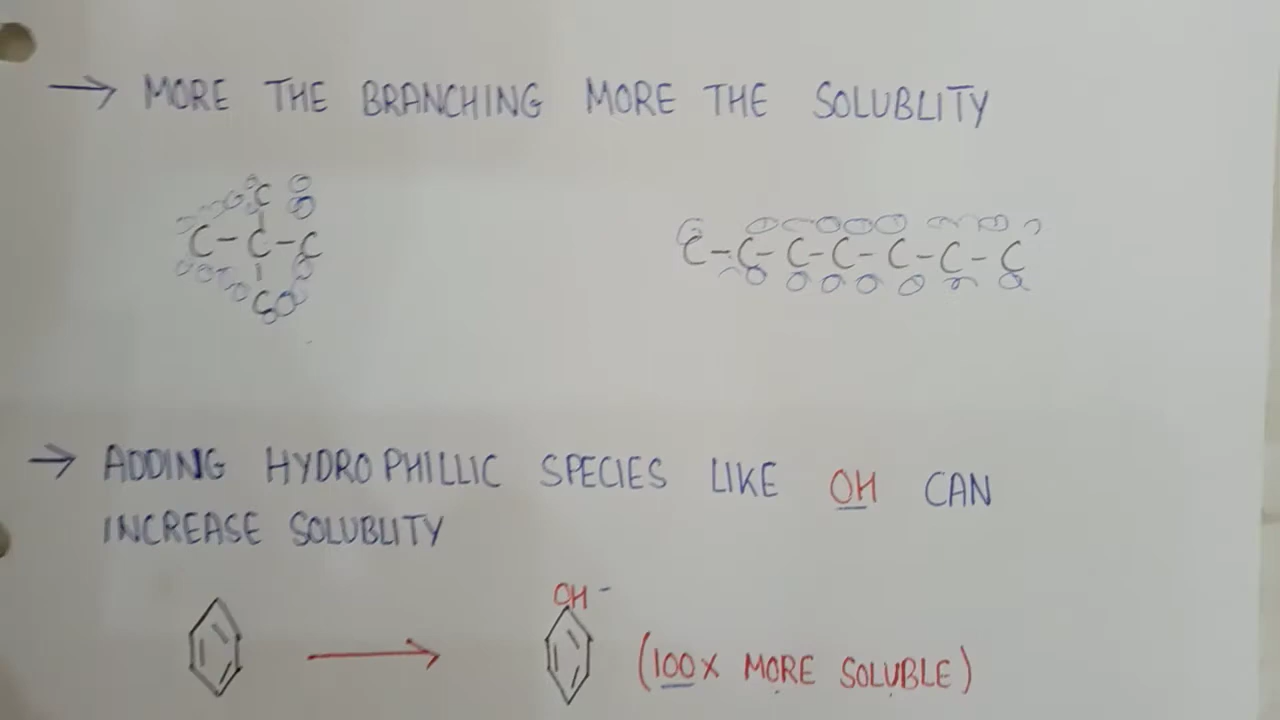 → MORE THE BRANCHING MORE THE SOLUBLITY
C
C-C-C
C
C-C-C-C-C-C-C
→ ADDING HYDROPHILLIC SPECIES LIKE OH CAN
INCREASE SOLUBLITY
OH-
→ (100x MORE SOLUBLE)